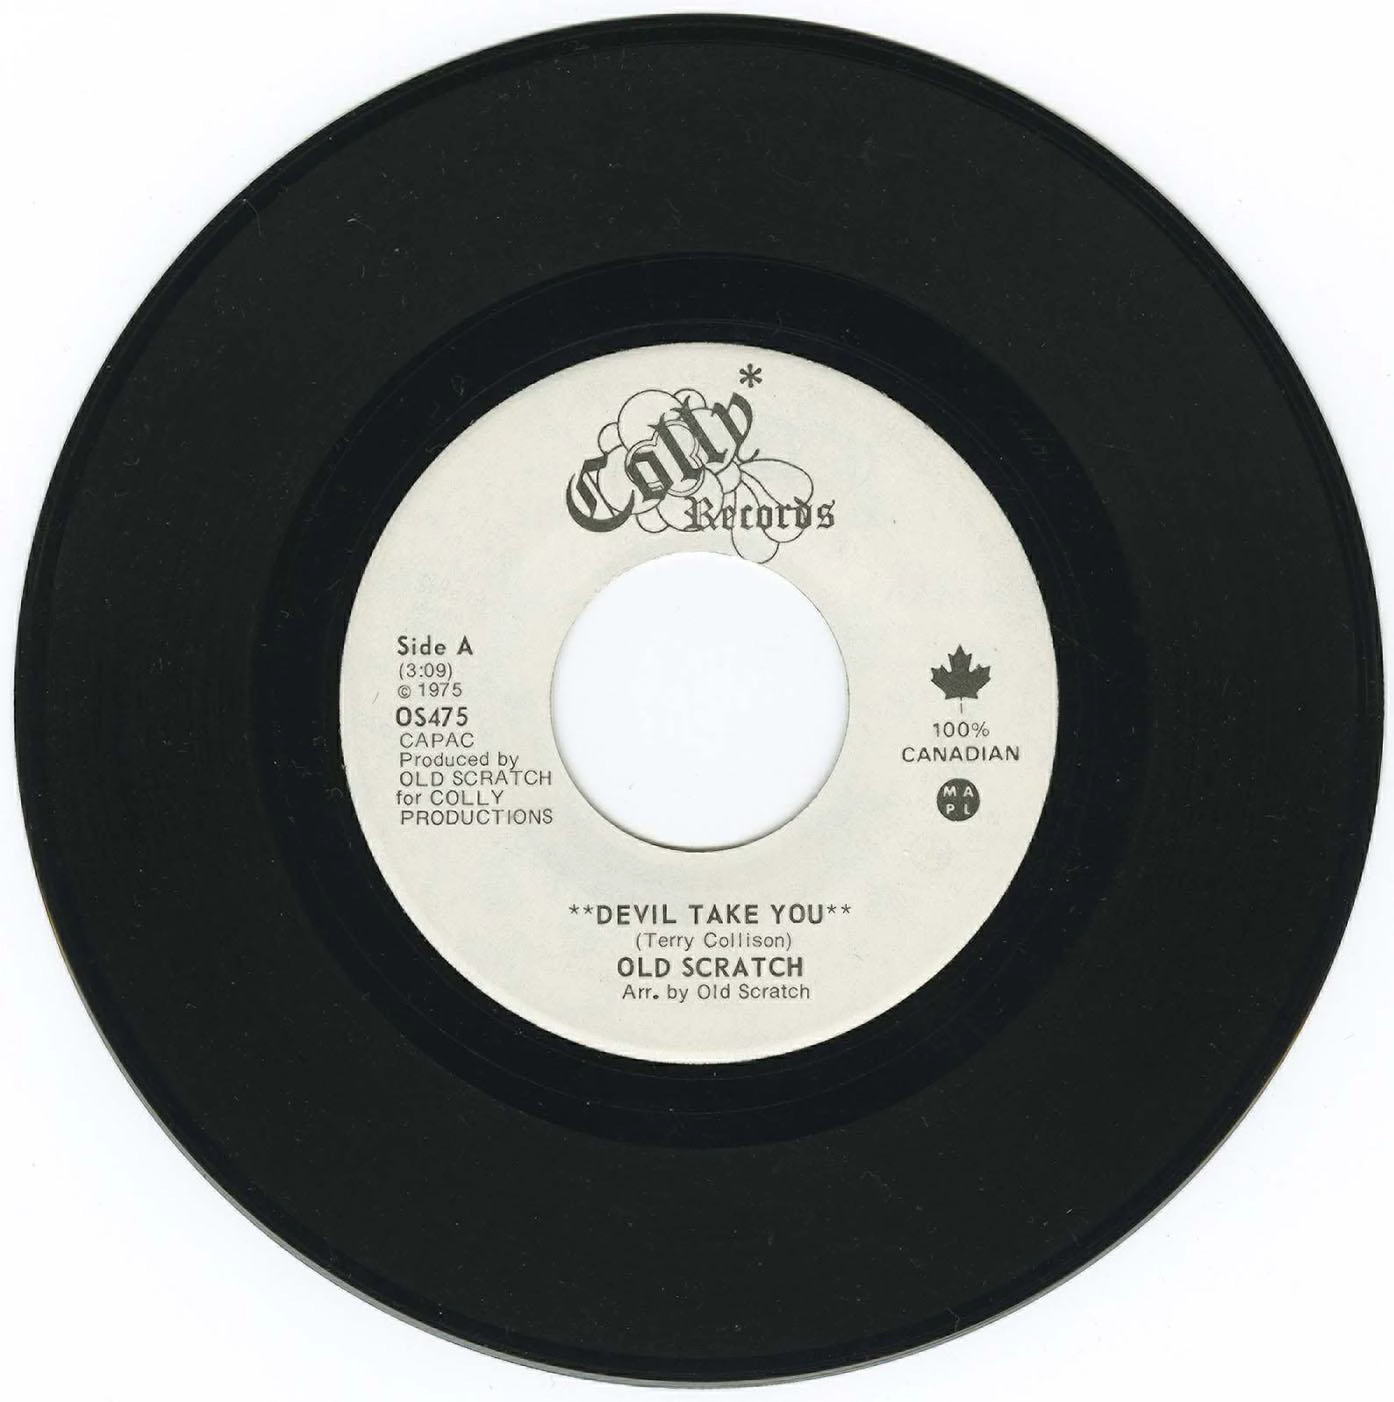 Colly*
Records
Side A
(3:09)
© 1975
OS475
CAPAC
Produced by
OLD SCRATCH
for COLLY
PRODUCTIONS
100%
CANADIAN
M A
P L
**DEVIL TAKE YOU**
(Terry Collison)
OLD SCRATCH
Arr. by Old Scratch